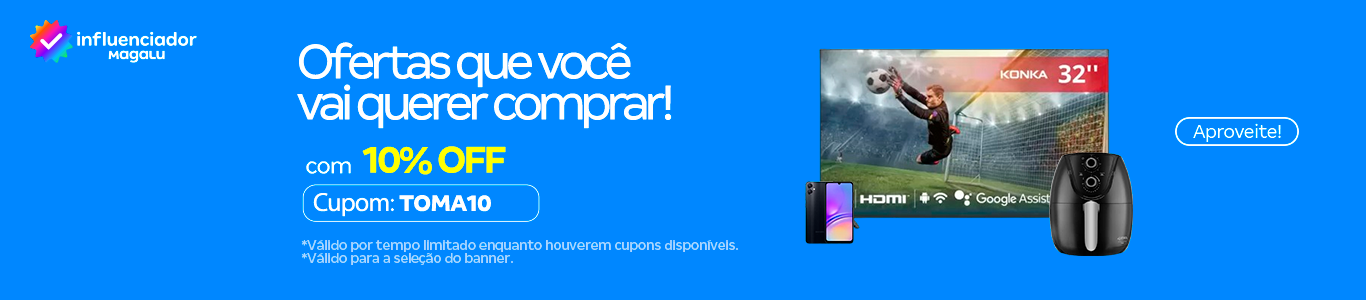 influenciador
Magalu
Ofertas que você
vai querer comprar!
com 10% OFF
Cupom: TOMA10
*Válido por tempo limitado enquanto houverem cupons disponíveis.
*Válido para a seleção do banner.
KONKA 32''
HDMI Google Assist
Aproveite!